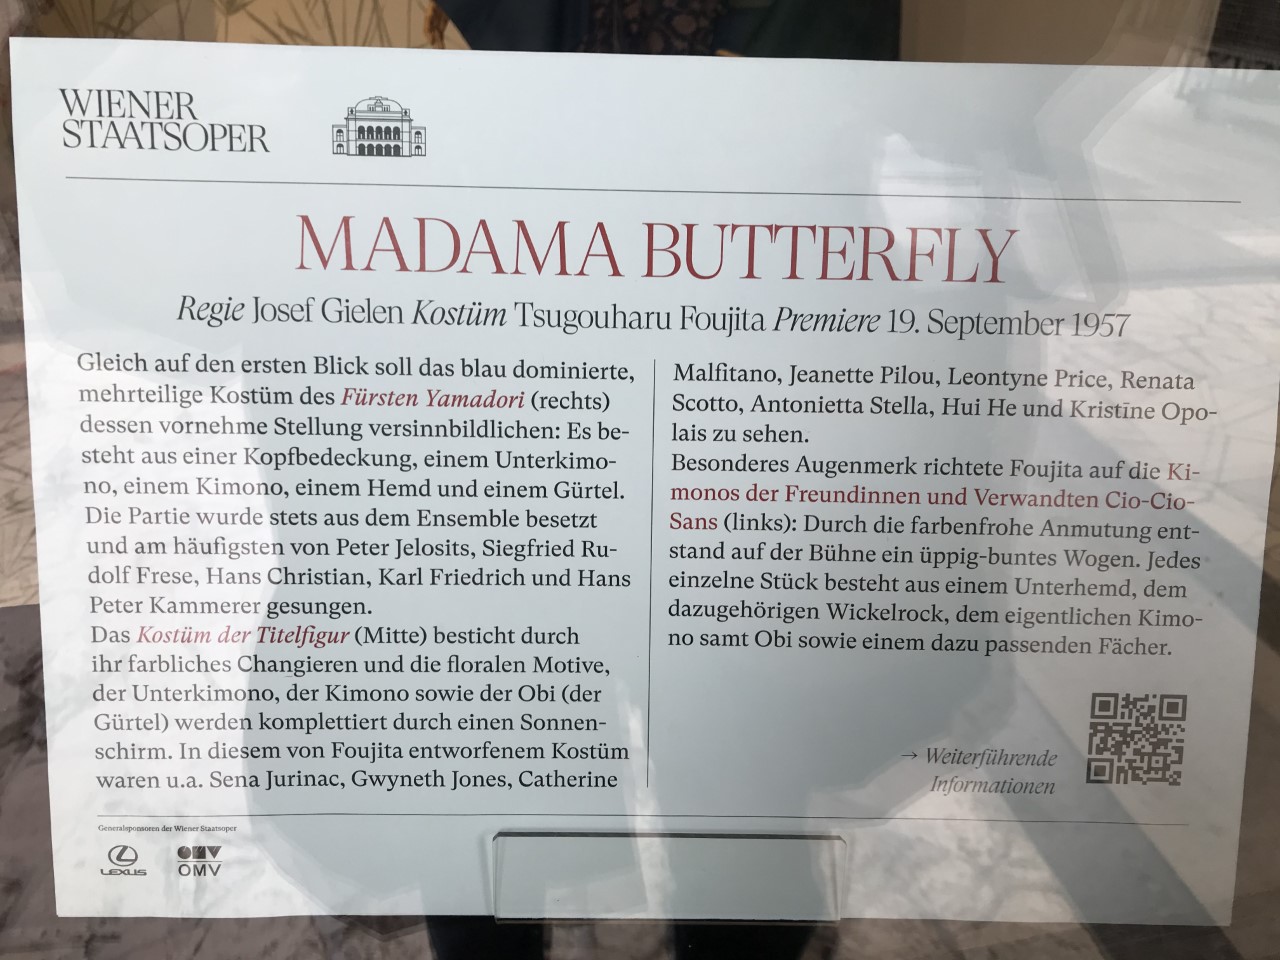 WIENER
STAATSOPER
MADAMA BUTTERFLY
Regie Josef Gielen Kostüm Tsugouharu Foujita Premiere 19. September 1957
Gleich auf den ersten Blick soll das blau dominierte,
mehrteilige Kostüm des Fürsten Yamadori (rechts)
dessen vornehme Stellung versinnbildlichen: Es be-
steht aus einer Kopfbedeckung, einem Unterkimo-
no, einem Kimono, einem Hemd und einem Gürtel.
Die Partie wurde stets aus dem Ensemble besetzt
und am häufigsten von Peter Jelosits, Siegfried Ru-
dolf Frese, Hans Christian, Karl Friedrich und Hans
Peter Kammerer gesungen.
Das Kostüm der Titelfigur (Mitte) besticht durch
ihr farbliches Changieren und die floralen Motive,
der Unterkimono, der Kimono sowie der Obi (der
Gürtel) werden komplettiert durch einen Sonnen-
schirm. In diesem von Foujita entworfenem Kostüm
waren u.a. Sena Jurinac, Gwyneth Jones, Catherine
Malfitano, Jeanette Pilou, Leontyne Price, Renata
Scotto, Antonietta Stella, Hui He und Kristīne Opo-
lais zu sehen.
Besonderes Augenmerk richtete Foujita auf die Ki-
monos der Freundinnen und Verwandten Cio-Cio-
Sans (links): Durch die farbenfrohe Anmutung ent-
stand auf der Bühne ein üppig-buntes Wogen. Jedes
einzelne Stück besteht aus einem Unterhemd, dem
dazugehörigen Wickelrock, dem eigentlichen Kimo-
no samt Obi sowie einem dazu passenden Fächer.
→ Weiterführende
Informationen
Generalsponsoren der Wiener Staatsoper
LEXUS
OMV
OMV